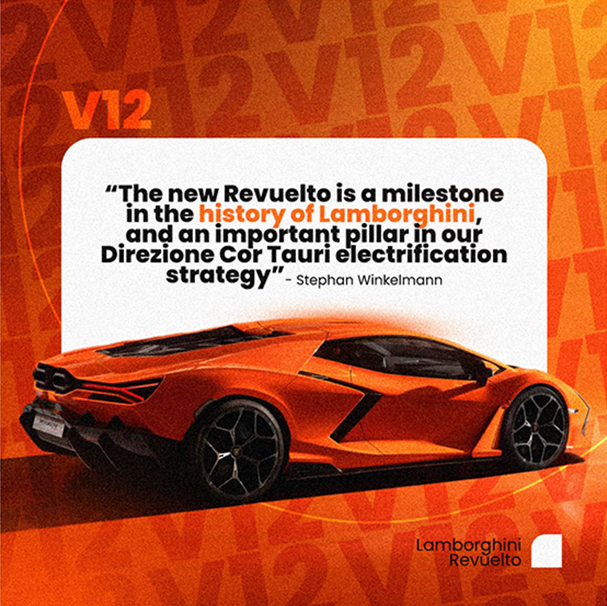 V12
“The new Revuelto is a milestone
in the history of Lamborghini,
and an important pillar in our
Direzione Cor Tauri electrification
strategy” - Stephan Winkelmann
Lamborghini
Revuelto